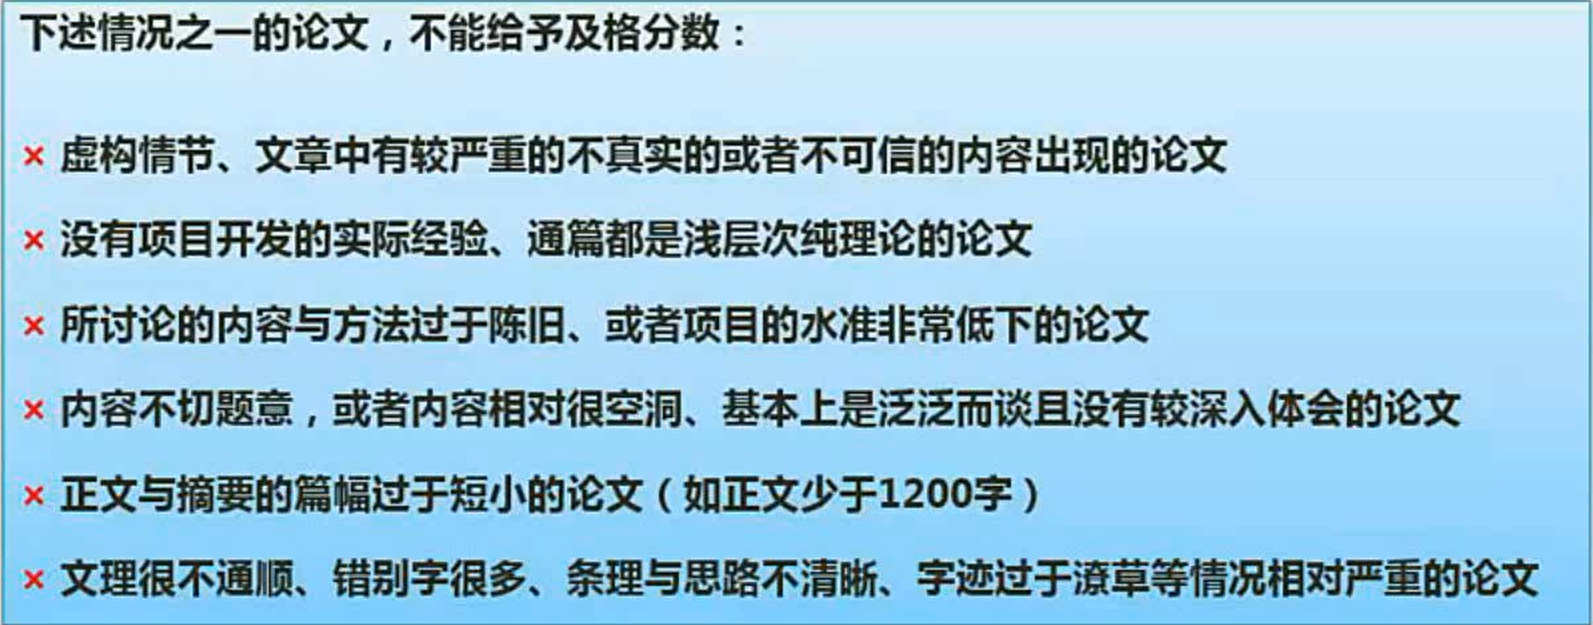 下述情况之一的论文，不能给予及格分数：
× 虚构情节、文章中有较严重的不真实的或者不可信的内容出现的论文
× 没有项目开发的实际经验、通篇都是浅层次纯理论的论文
× 所讨论的内容与方法过于陈旧、或者项目的水准非常低下的论文
× 内容不切题意，或者内容相对很空洞、基本上是泛泛而谈且没有较深入体会的论文
× 正文与摘要的篇幅过于短小的论文（如正文少于1200字）
× 文理很不通顺、错别字很多、条理与思路不清晰、字迹过于潦草等情况相对严重的论文